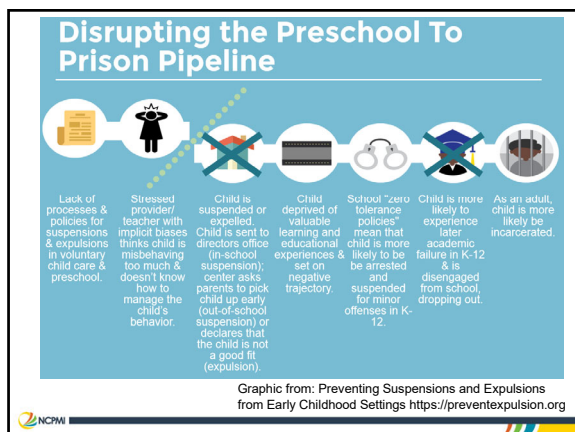 Disrupting the Preschool To
Prison Pipeline
Lack of
processes &
policies for
suspensions
& expulsions
in voluntary
child care &
preschool.
Stressed
provider/
teacher with
implicit biases
thinks child is
misbehaving
too much &
doesn't know
how to
manage the
child's
behavior.
Child is
suspended or
expelled.
Child is sent to
directors office
(in-school
suspension);
center asks
parents to pick
child up early
(out-of-school
suspension) or
declares that
the child is not
a good fit
(expulsion).
Child
deprived of
valuable
learning and
educational
experiences &
set on
negative
trajectory.
School "zero
tolerance
policies"
mean that
child is more
likely to be
be arrested
and
suspended
for minor
offenses in K-
12.
Child is more
likely to
experience
later
academic
failure in K-12
& is
disengaged
from school,
dropping out.
As an adult,
child is more
likely be
incarcerated.
Graphic from: Preventing Suspensions and Expulsions
from Early Childhood Settings https://preventexpulsion.org
NCPMI